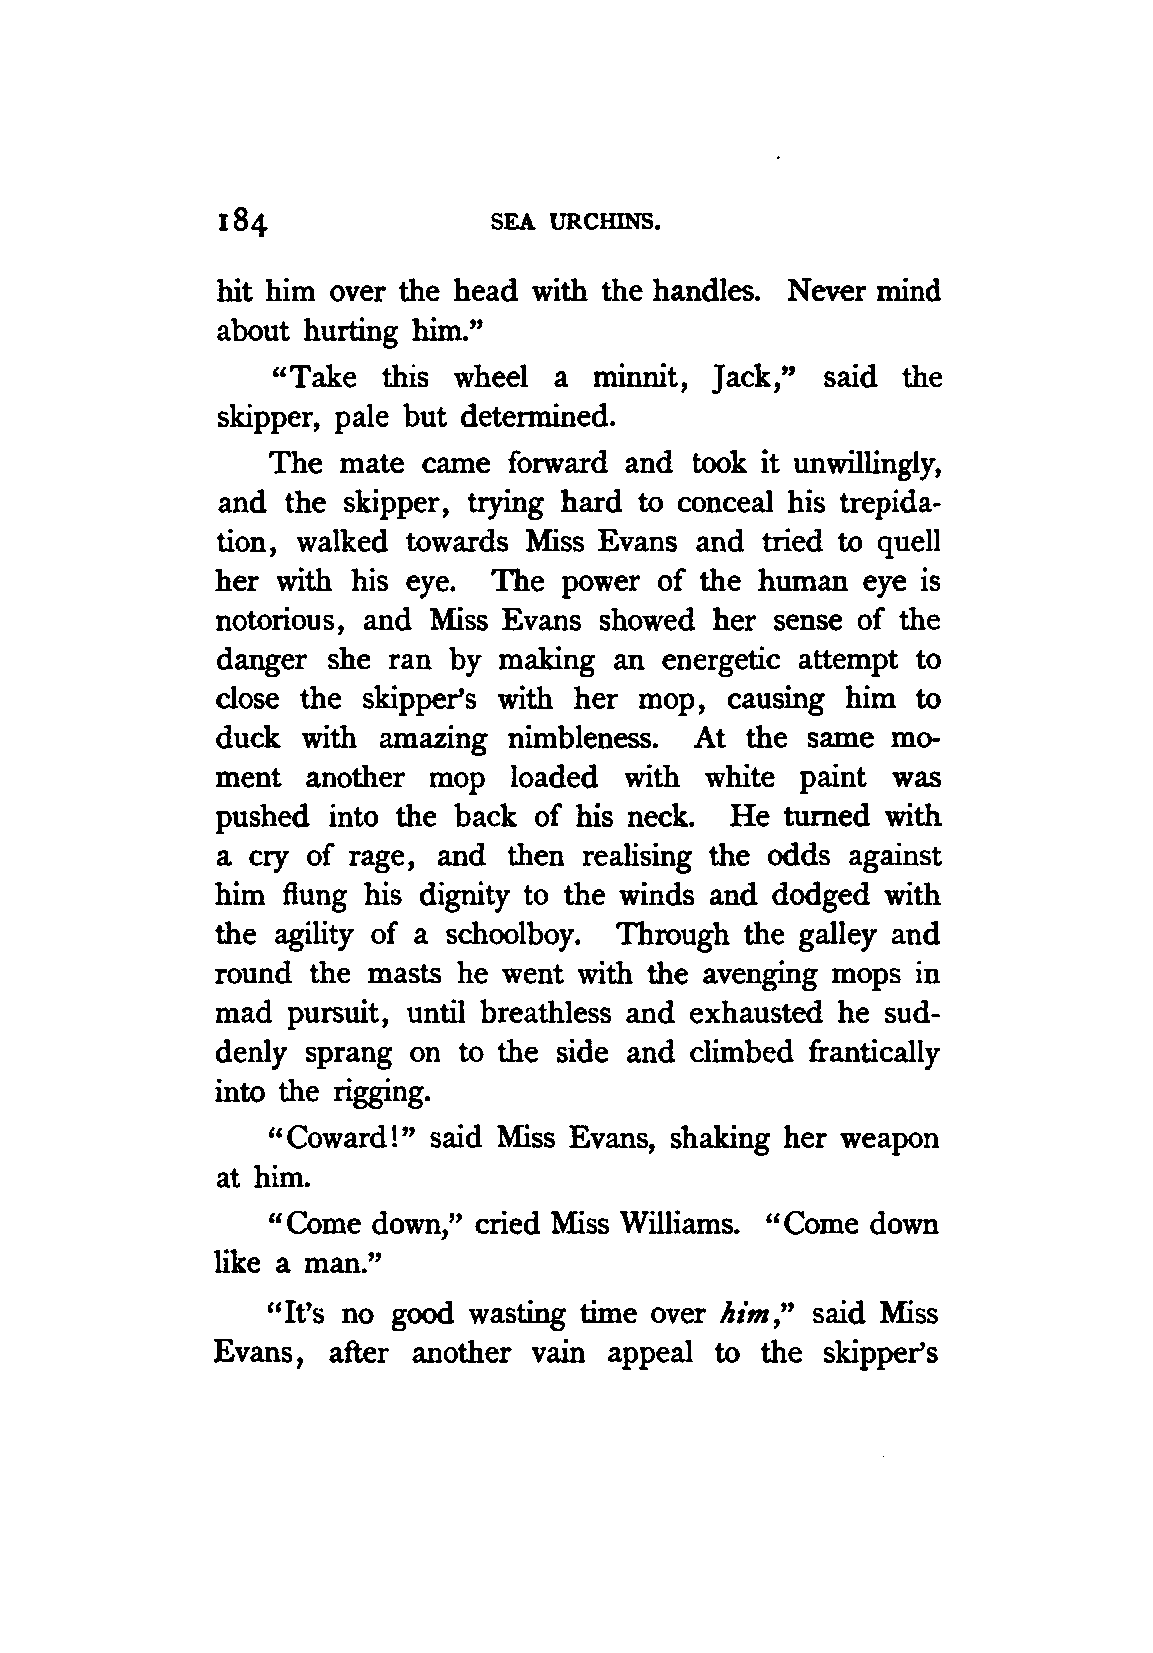 184 SEA URCHINS.
hit him over the head with the handles. Never mind
about hurting him.”
“Take this wheel a minnit, Jack,” said the
skipper, pale but determined.
The mate came forward and took it unwillingly,
and the skipper, trying hard to conceal his trepida-
tion, walked towards Miss Evans and tried to quell
her with his eye. The power of the human eye is
notorious, and Miss Evans showed her sense of the
danger she ran by making an energetic attempt to
close the skipper’s with her mop, causing him to
duck with amazing nimbleness. At the same mo-
ment another mop loaded with white paint was
pushed into the back of his neck. He turned with
a cry of rage, and then realising the odds against
him flung his dignity to the winds and dodged with
the agility of a schoolboy. Through the galley and
round the masts he went with the avenging mops in
mad pursuit, until breathless and exhausted he sud-
denly sprang on to the side and climbed frantically
into the rigging.
“Coward!” said Miss Evans, shaking her weapon
at him.
“Come down,” cried Miss Williams. “Come down
like a man.”
“It’s no good wasting time over him,” said Miss
Evans, after another vain appeal to the skipper’s